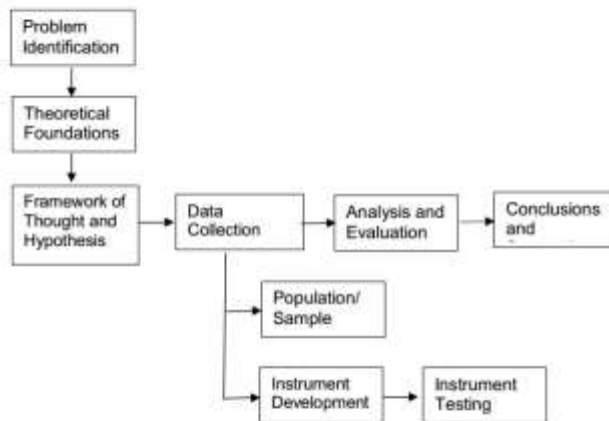 Problem
Identification
Theoretical
Foundations
Framework of
Thought and
Hypothesis
Data
Collection
Analysis and
Evaluation
Conclusions
and
Population/
Sample
Instrument
Development
Instrument
Testing